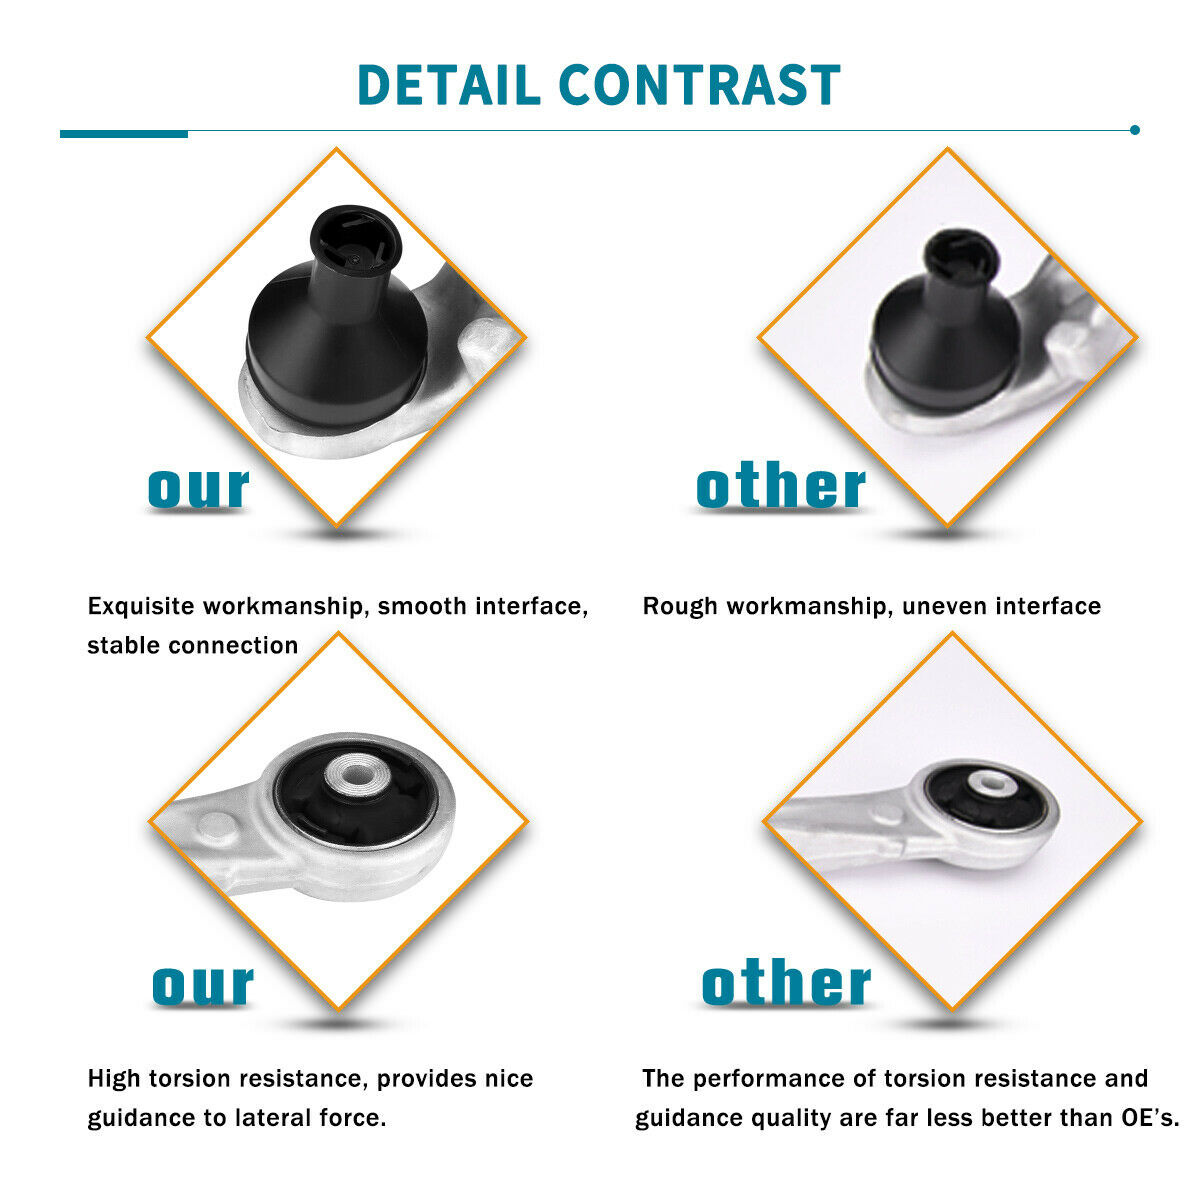 DETAIL CONTRAST
our
other
Exquisite workmanship, smooth interface,
stable connection
Rough workmanship, uneven interface
our
other
High torsion resistance, provides nice
guidance to lateral force.
The performance of torsion resistance and
guidance quality are far less better than OE’s.